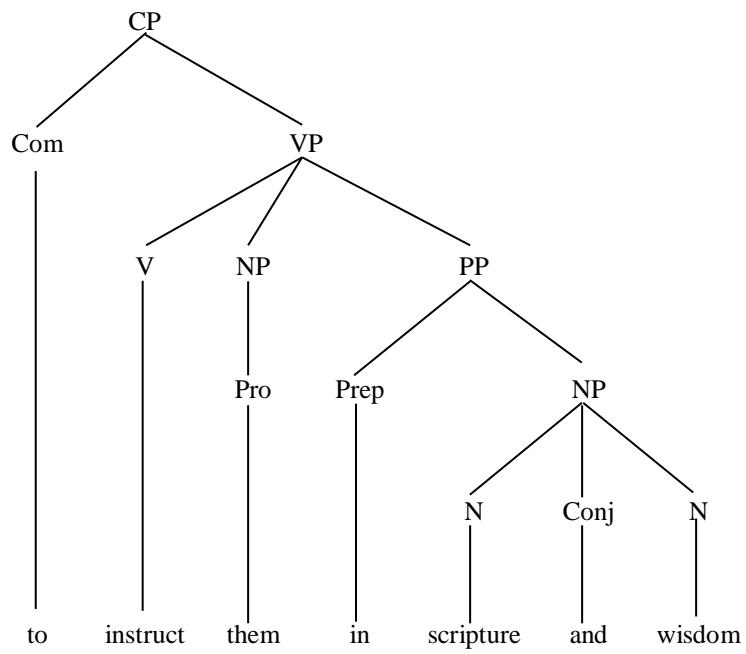 CP
Com VP
V NP PP
Pro Prep NP
N Conj N
to instruct them in scripture and wisdom